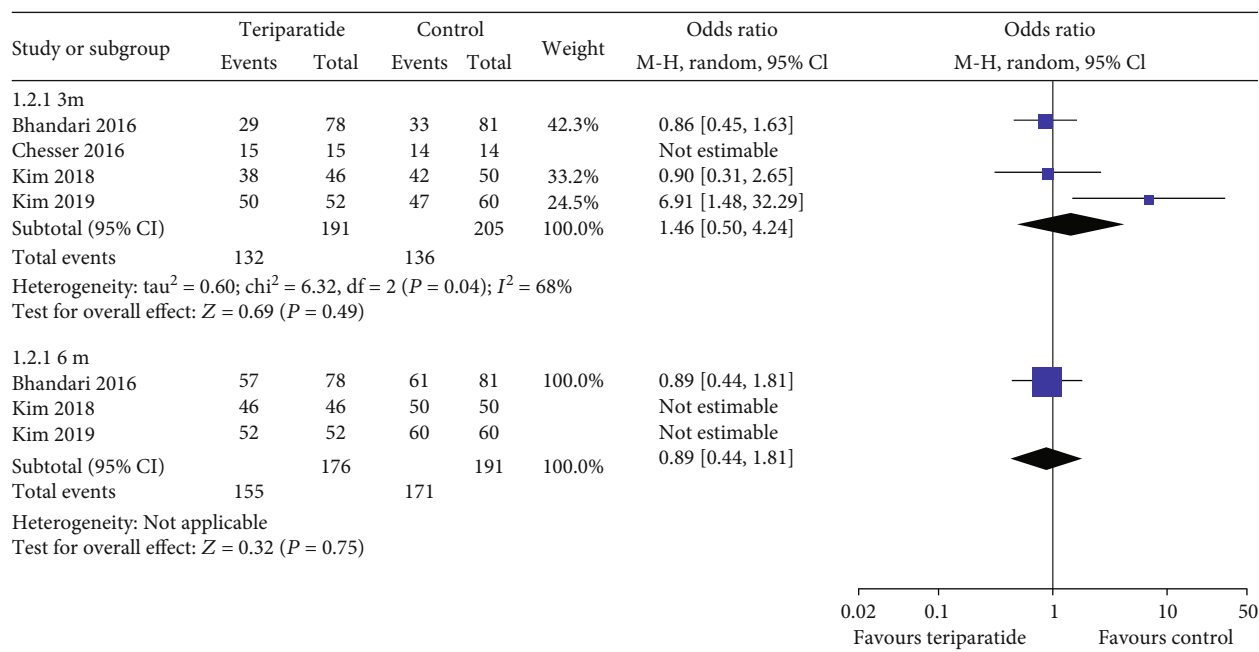 Study or subgroup Teriparatide Control Weight Odds ratio Odds ratio
Events Total Events Total M-H, random, 95% Cl M-H, random, 95% Cl
1.2.1 3m
Bhandari 2016 29 78 33 81 42.3% 0.86 [0.45, 1.63]
Chesser 2016 15 15 14 14 Not estimable
Kim 2018 38 46 42 50 33.2% 0.90 [0.31, 2.65]
Kim 2019 50 52 47 60 24.5% 6.91 [1.48, 32.29]
Subtotal (95% CI) 191 205 100.0% 1.46 [0.50, 4.24]
Total events 132 136
Heterogeneity: tau² = 0.60; chi² = 6.32, df = 2 (P = 0.04); I² = 68%
Test for overall effect: Z = 0.69 (P = 0.49)
1.2.1 6 m
Bhandari 2016 57 78 61 81 100.0% 0.89 [0.44, 1.81]
Kim 2018 46 46 50 50 Not estimable
Kim 2019 52 52 60 60 Not estimable
Subtotal (95% CI) 176 191 100.0% 0.89 [0.44, 1.81]
Total events 155 171
Heterogeneity: Not applicable
Test for overall effect: Z = 0.32 (P = 0.75)
0.02 0.1 1 10 50
Favours teriparatide Favours control